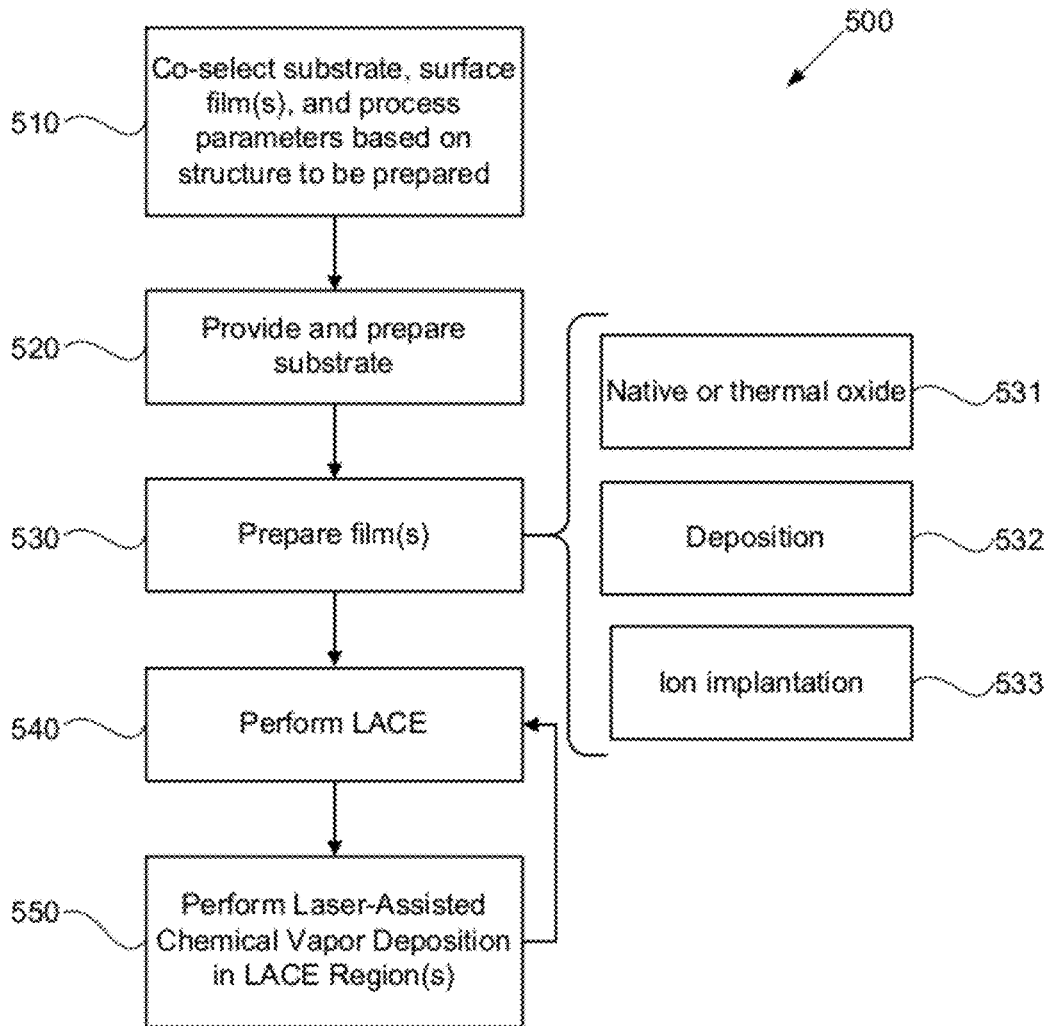 500
510
Co-select substrate, surface
film(s), and process
parameters based on
structure to be prepared
520
Provide and prepare
substrate
530
Prepare film(s)
Native or thermal oxide
531
Deposition
532
Ion implantation
533
540
Perform LACE
550
Perform Laser-Assisted
Chemical Vapor Deposition
in LACE Region(s)